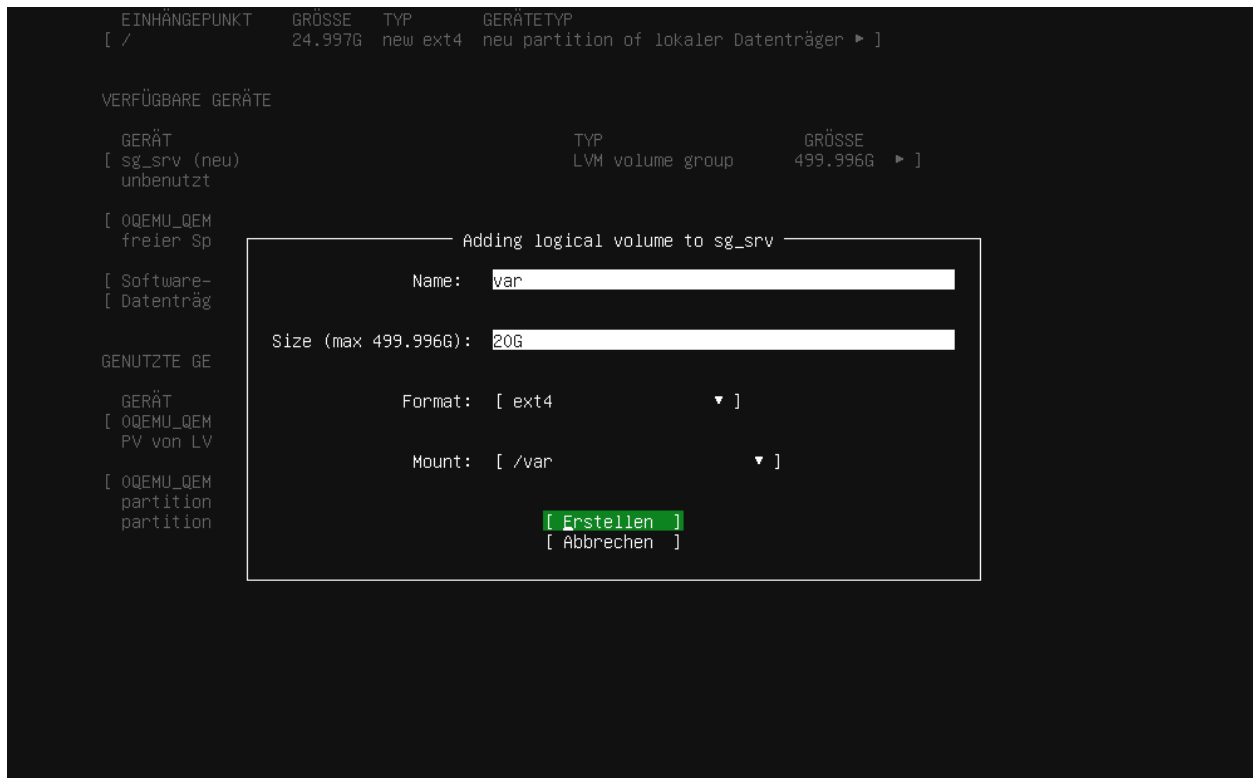 EINHÄNGEPUNKT GRÖSSE TYP GERÄTETYP
[ / 24.997G new ext4 neu partition of lokaler Datenträger ▸ ]
VERFÜGBARE GERÄTE
GERÄT TYP GRÖSSE
[ sg_srv (neu) LVM volume group 499.996G ▸ ]
unbenutzt
[ OQEMU_QEM
freier Sp
[ Software-
[ Datenträg
GENUTZTE GE
GERÄT
[ OQEMU_QEM
PV von LV
[ OQEMU_QEM
partition
partition
Adding logical volume to sg_srv
Name: var
Size (max 499.996G): 20G
Format: [ ext4 ▾ ]
Mount: [ /var ▾ ]
[ Erstellen ]
[ Abbrechen ]